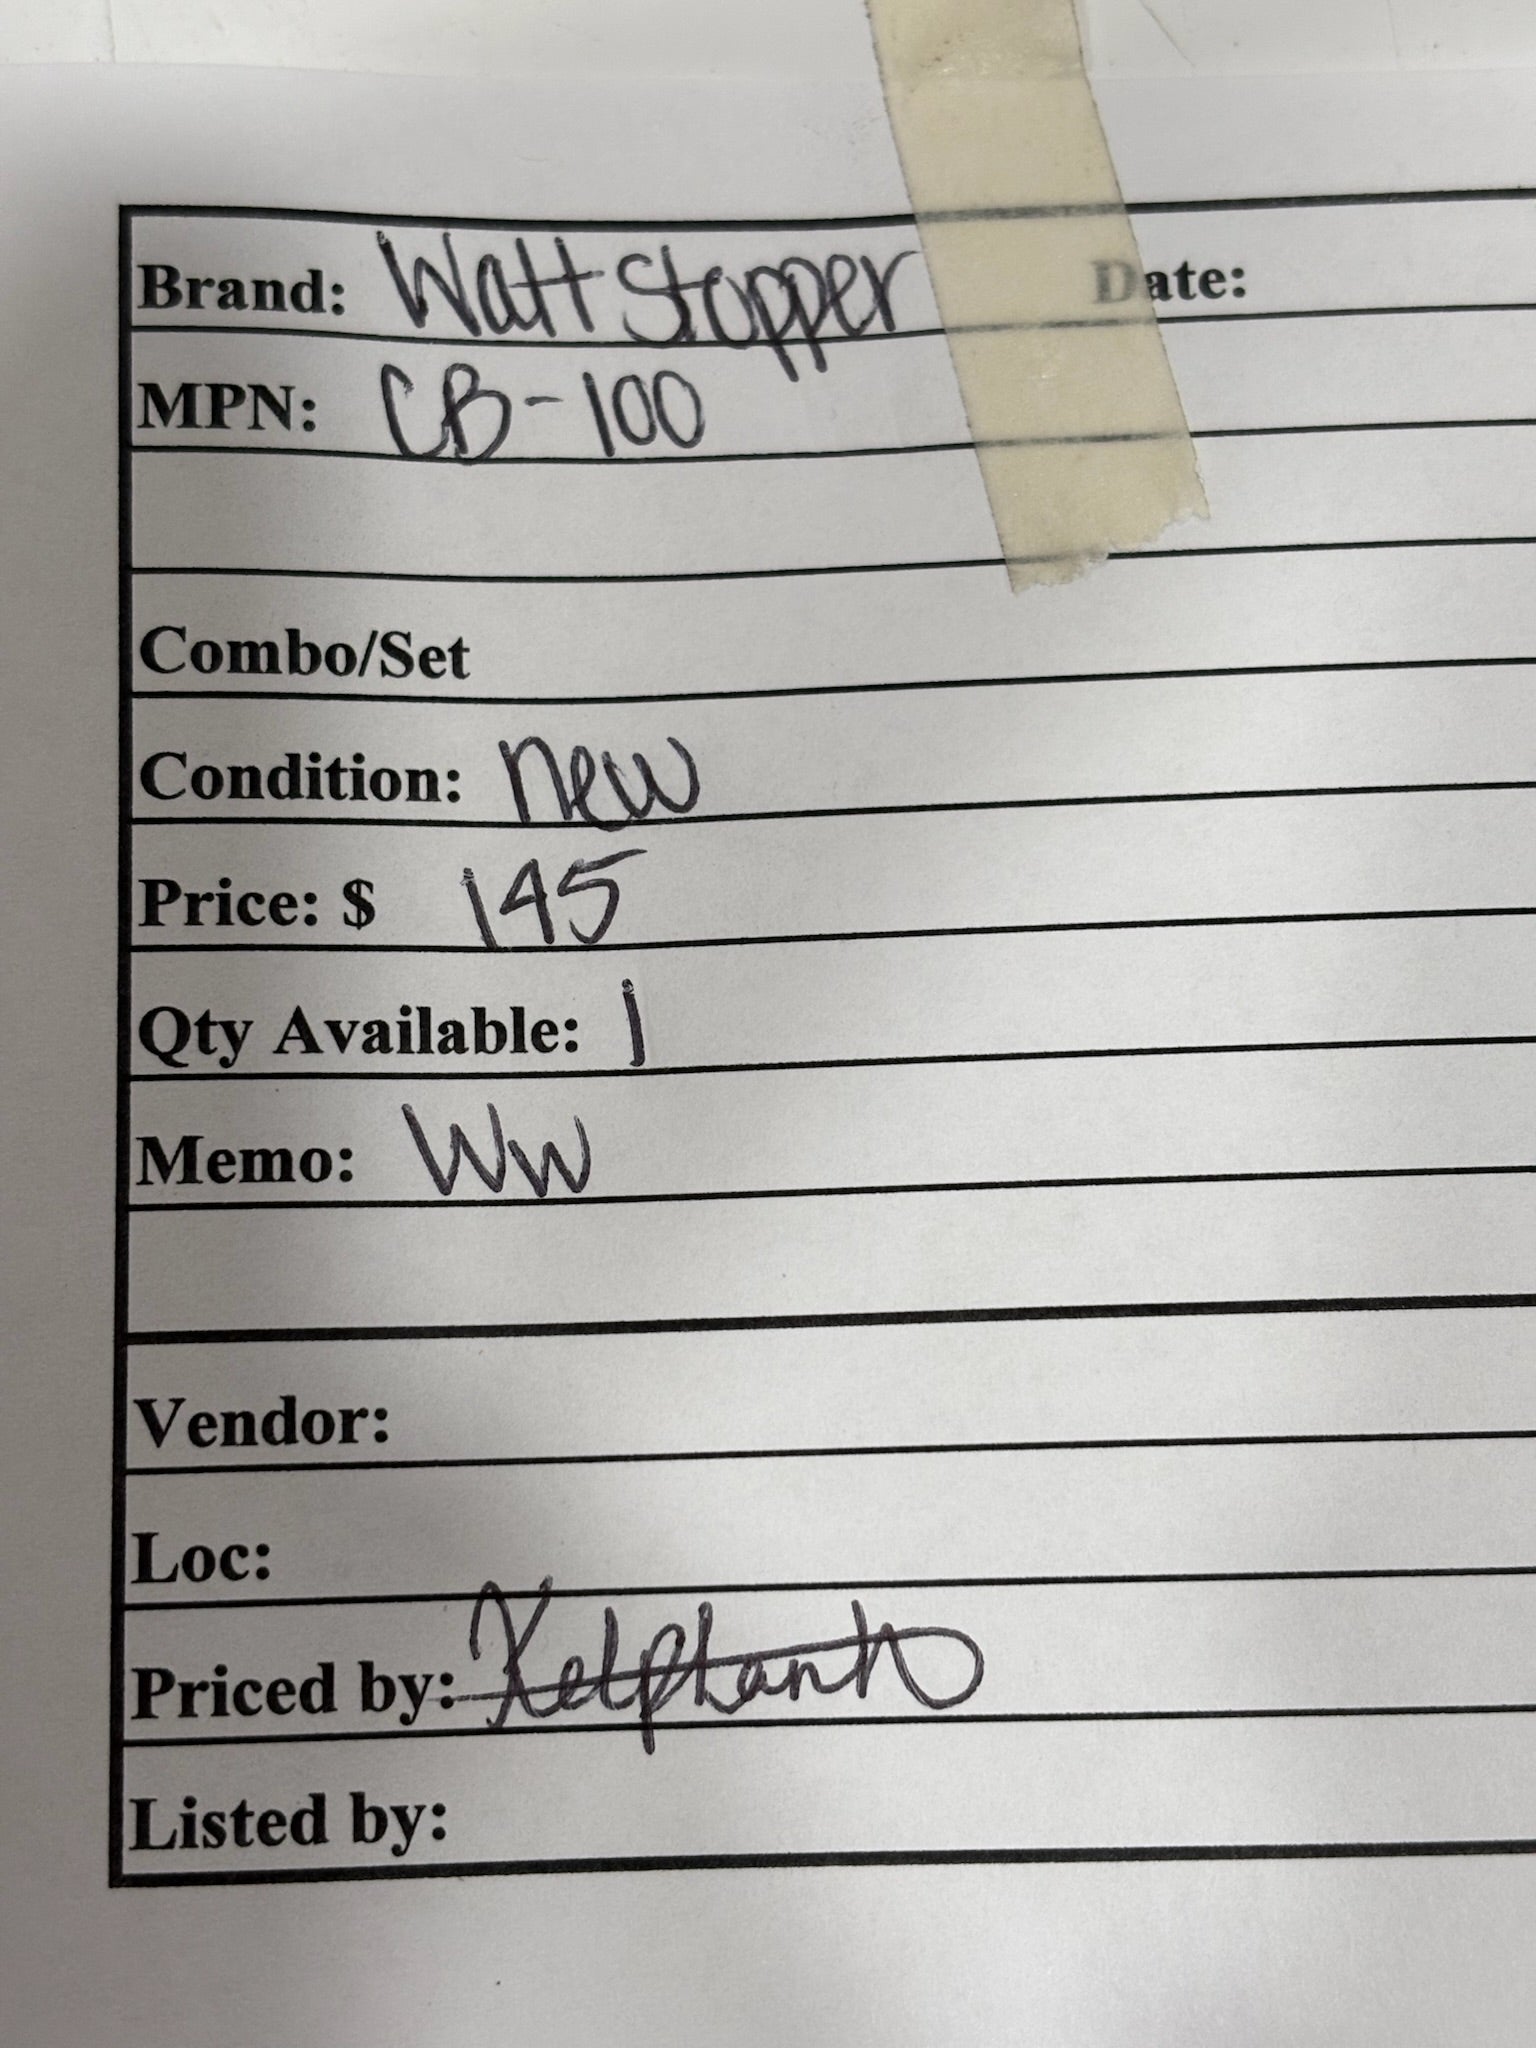 Brand: Watt Stopper Date:
MPN: CB-100
Combo/Set
Condition: new
Price: $ 145
Qty Available: 1
Memo: WW
Vendor:
Loc:
Priced by:
Listed by: